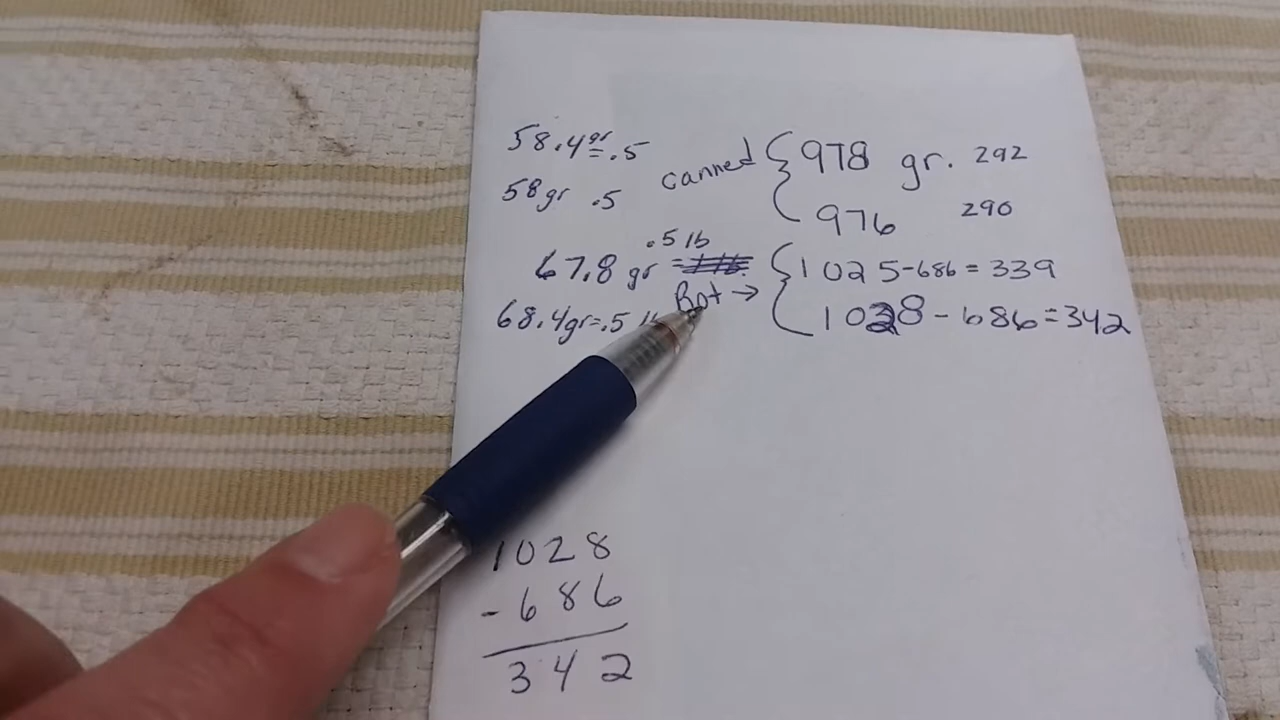 58.4gr = .5 canned { 978 gr. 292
58gr .5 976 290
67.8 gr = .5 lb { 1025-686 = 339
68.4gr=.5 Bot → 1028 - 686=342
1028
- 686
342